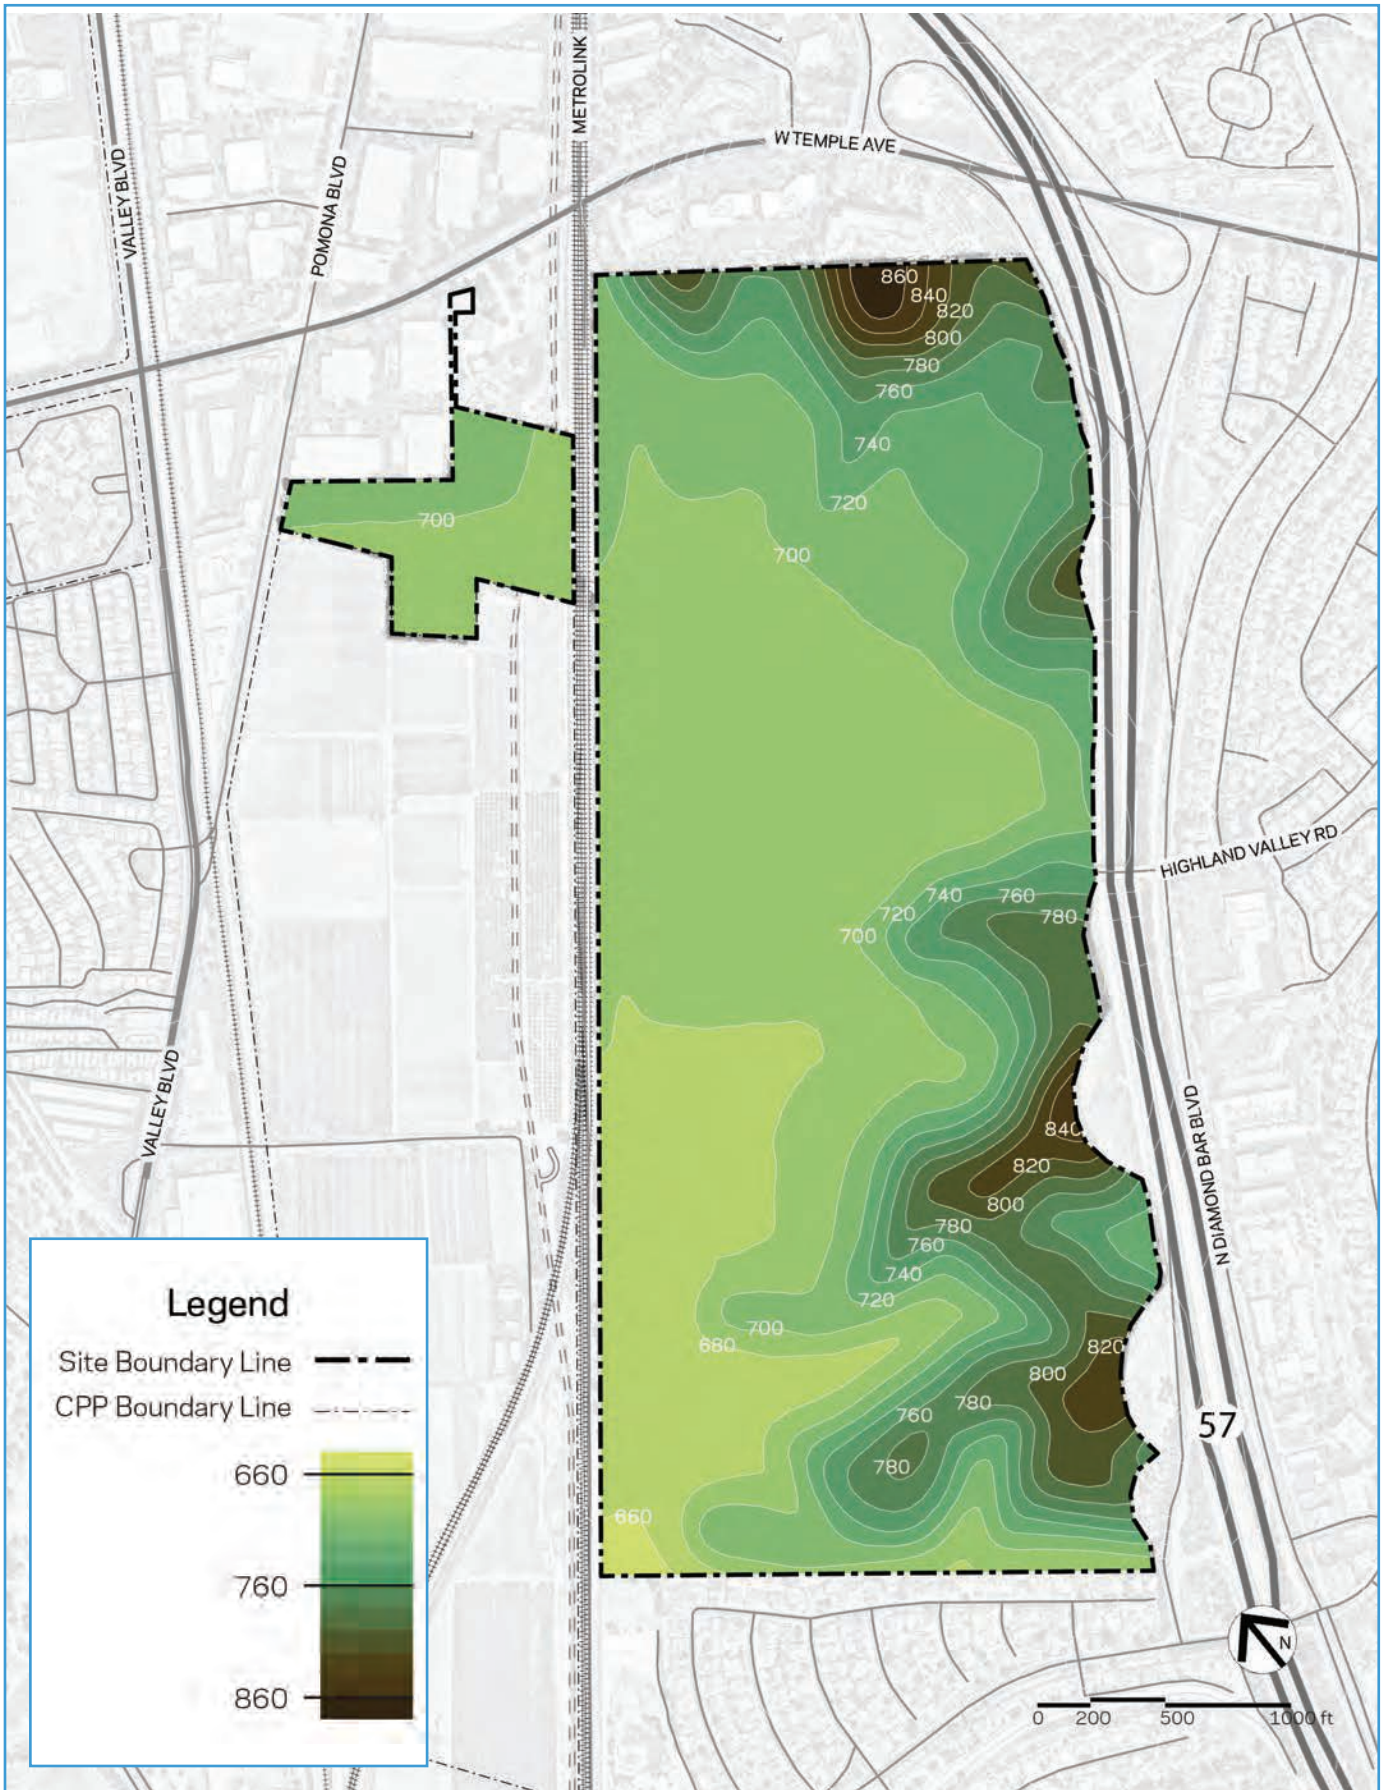 METROLINK
W TEMPLE AVE
VALLEY BLVD
POMONA BLVD
860
840
820
800
780
760
740
720
700
700
HIGHLAND VALLEY RD
740
760
720
780
700
VALLEY BLVD
N DIAMOND BAR BLVD
840
820
800
780
760
740
720
700
680
820
800
780
760
780
57
660
Legend
Site Boundary Line
CPP Boundary Line
660
760
860
N
0 200 500 1000 ft